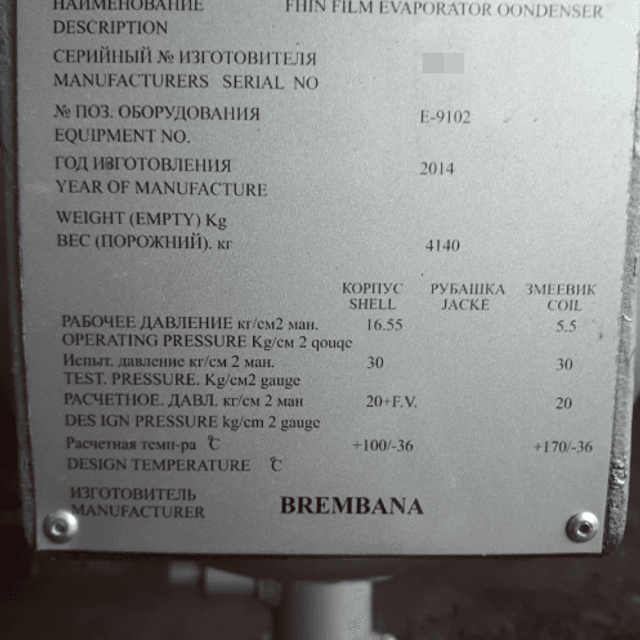 НАИМЕНОВАНИЕ FHIN FILM EVAPORATOR OONDENSER
DESCRIPTION
СЕРИЙНЫЙ № ИЗГОТОВИТЕЛЯ
MANUFACTURERS SERIAL NO
№ ПОЗ. ОБОРУДОВАНИЯ E-9102
EQUIPMENT NO.
ГОД ИЗГОТОВЛЕНИЯ 2014
YEAR OF MANUFACTURE
WEIGHT (EMPTY) Kg
ВЕС (ПОРОЖНИЙ). кг 4140
КОРПУС РУБАШКА ЗМЕЕВИК
SHELL JACKE COIL
РАБОЧЕЕ ДАВЛЕНИЕ кг/см2 ман. 16.55 5.5
OPERATING PRESSURE Kg/cm 2 qouqe
Испыт. давление кг/см 2 ман. 30 30
TEST. PRESSURE. Kg/cm2 gauge
РАСЧЕТНОЕ. ДАВЛ. кг/см 2 ман 20+F.V. 20
DES IGN PRESSURE kg/cm 2 gauge
Расчетная темп-ра ℃ +100/-36 +170/-36
DESIGN TEMPERATURE ℃
ИЗГОТОВИТЕЛЬ
MANUFACTURER BREMBANA